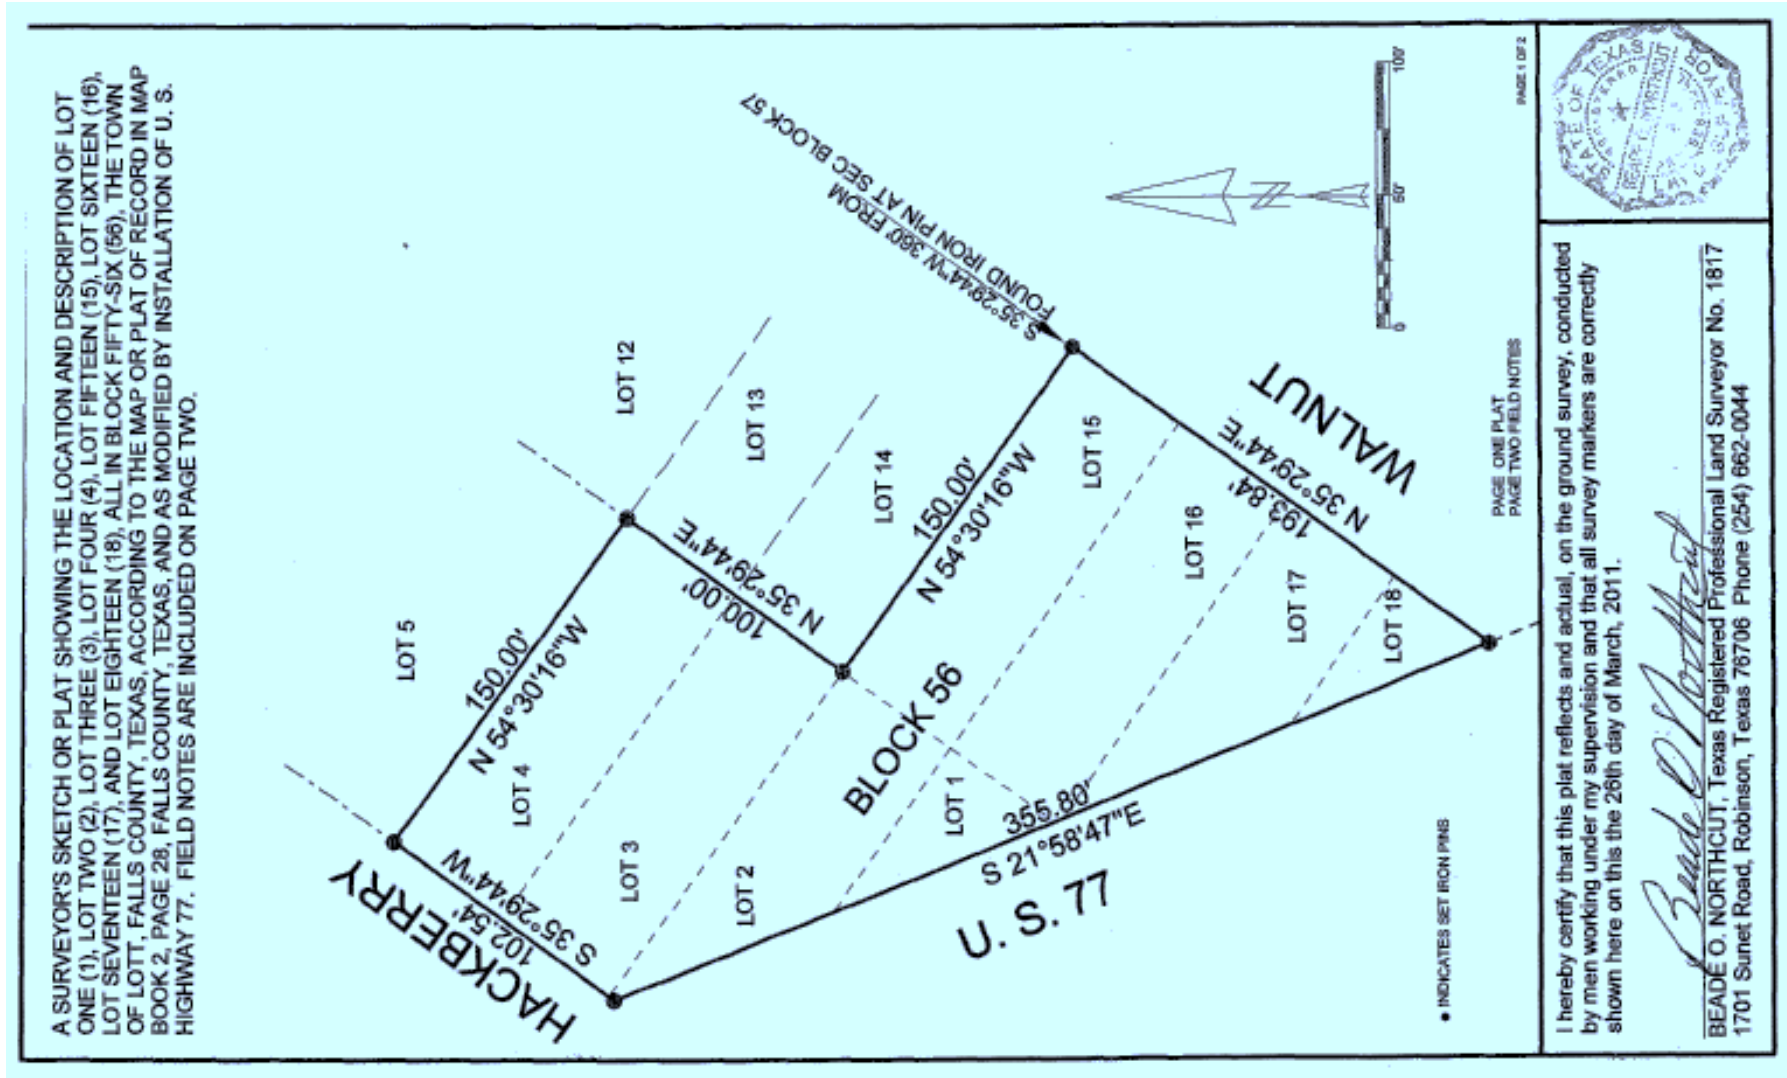 A SURVEYOR'S SKETCH OR PLAT SHOWING THE LOCATION AND DESCRIPTION OF LOT
ONE (1), LOT TWO (2), LOT THREE (3), LOT FOUR (4), LOT FIFTEEN (15), LOT SIXTEEN (16),
LOT SEVENTEEN (17), AND LOT EIGHTEEN (18), ALL IN BLOCK FIFTY-SIX (56), THE TOWN
OF LOTT, FALLS COUNTY, TEXAS, ACCORDING TO THE MAP OR PLAT OF RECORD IN MAP
BOOK 2, PAGE 28, FALLS COUNTY, TEXAS, AND AS MODIFIED BY INSTALLATION OF U. S.
HIGHWAY 77. FIELD NOTES ARE INCLUDED ON PAGE TWO.
LOT 5
LOT 12
150.00'
N 54°30'16"W
LOT 13
HACKBERRY
102.54'
S 35°29'44"W
LOT 4
100.00'
N 35°29'44"E
LOT 14
S 35°29'44"W 360' FROM
FOUND IRON PIN AT SEC BLOCK 57
LOT 3
LOT 2
150.00'
N 54°30'16"W
LOT 15
BLOCK 56
LOT 1
LOT 16
193.84'
N 35°29'44"E
WALNUT
355.80'
S 21°58'47"E
U. S. 77
LOT 17
LOT 18
N
0 50' 100'
• INDICATES SET IRON PINS
PAGE ONE PLAT
PAGE TWO FIELD NOTES
PAGE 1 OF 2
I hereby certify that this plat reflects and actual, on the ground survey, conducted
by men working under my supervision and that all survey markers are correctly
shown here on this the 26th day of March, 2011.
BEADE O. NORTHCUT, Texas Registered Professional Land Surveyor No. 1817
1701 Sunet Road, Robinson, Texas 76706 Phone (254) 662-0044
STATE OF TEXAS